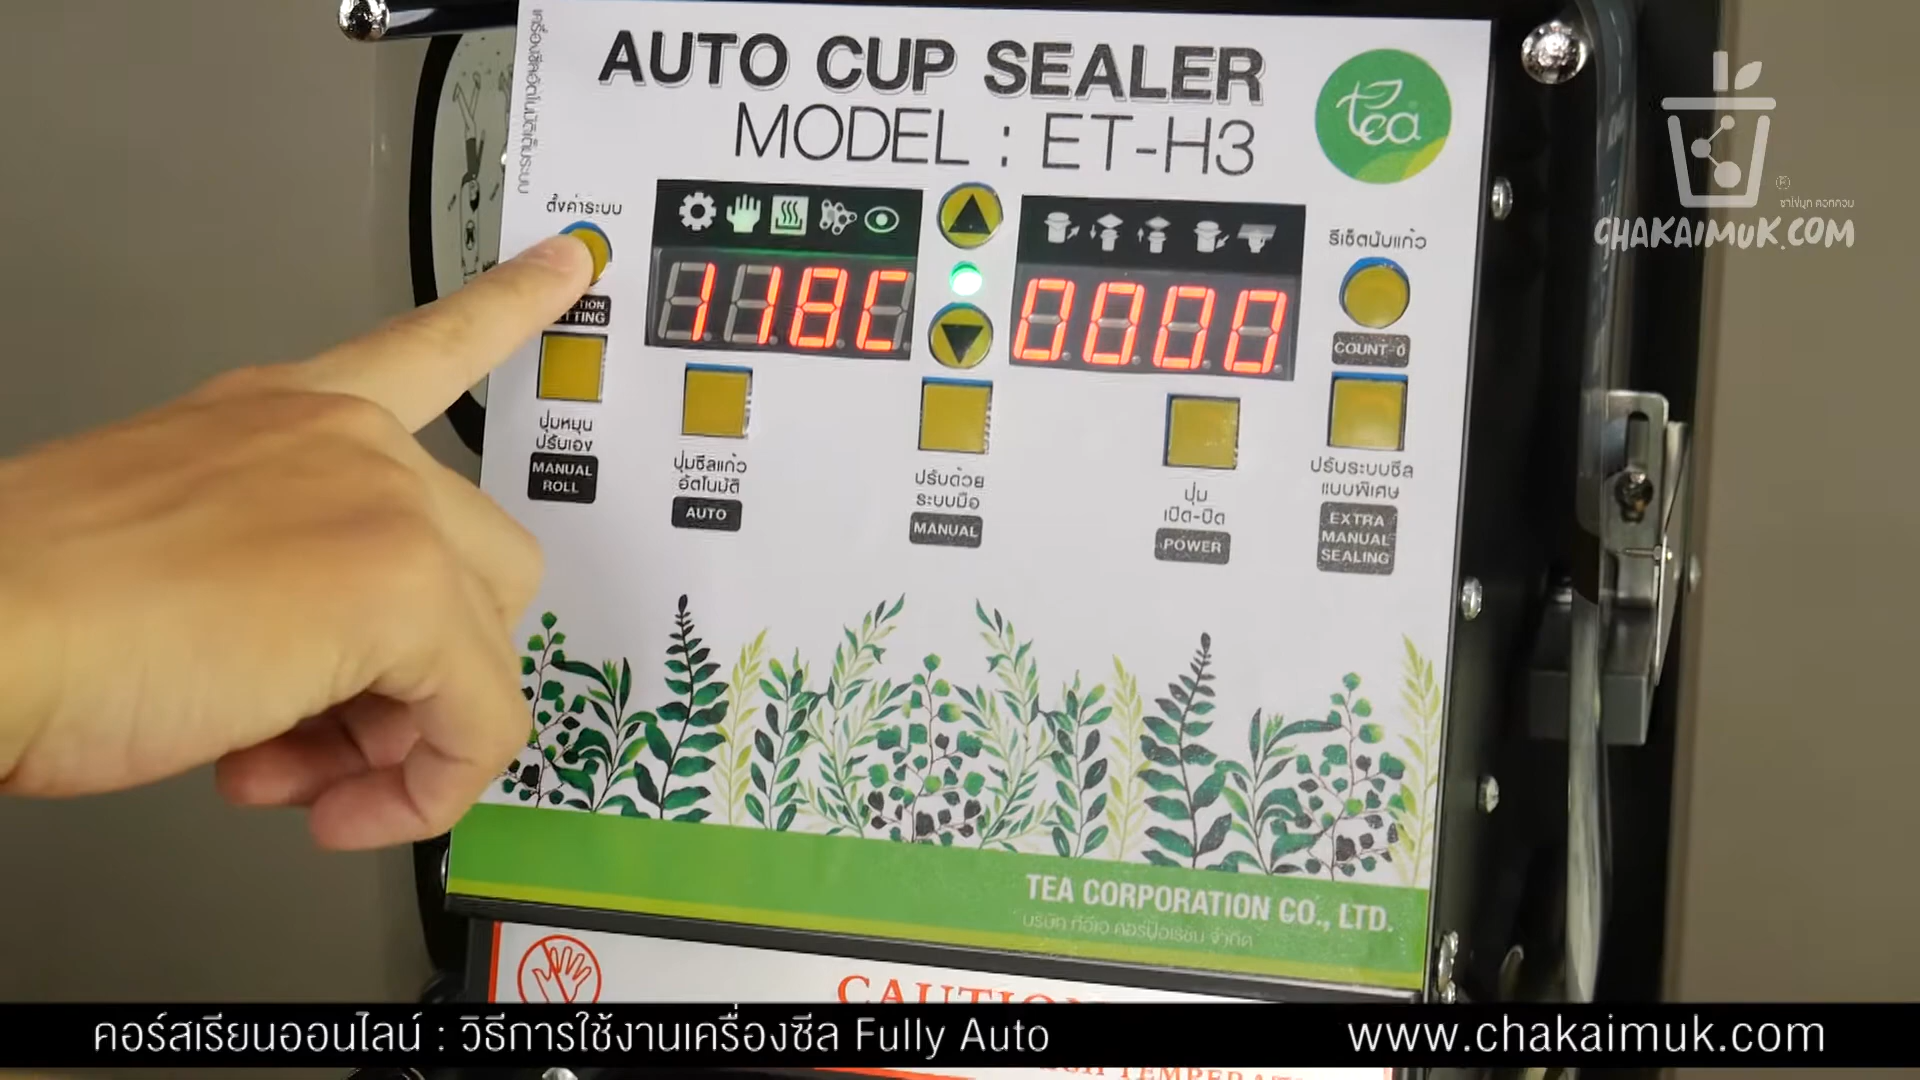 AUTO CUP SEALER
MODEL : ET-H3
Tea
CHAKAIMUK.COM
ตั้งค่าระบบ
รีเซ็ตนับแก้ว
118C
0000
COUNT-0
ปุ่มหมุน
ปรับเอง
MANUAL
ROLL
ปุ่มซีลแก้ว
อัตโนมัติ
AUTO
ปรับด้วย
ระบบมือ
MANUAL
ปุ่ม
เปิด-ปิด
POWER
ปรับระบบซีล
แบบพิเศษ
EXTRA
MANUAL
SEALING
TEA CORPORATION CO., LTD.
บริษัท ทีอีเอ คอร์ปอเรชั่น จำกัด
คอร์สเรียนออนไลน์ : วิธีการใช้งานเครื่องซีล Fully Auto
www.chakaimuk.com